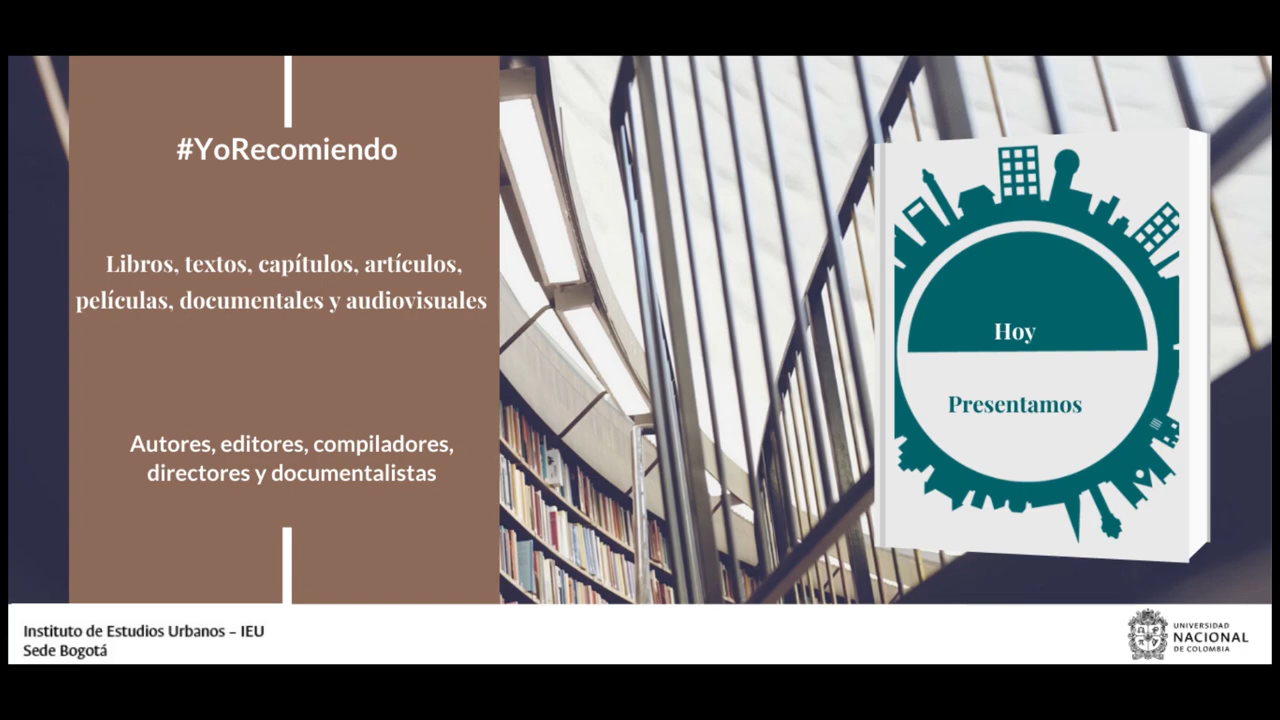 #YoRecomiendo
Libros, textos, capítulos, artículos,
películas, documentales y audiovisuales
Autores, editores, compiladores,
directores y documentalistas
Hoy
Presentamos
Instituto de Estudios Urbanos – IEU
Sede Bogotá
UNIVERSIDAD
NACIONAL
DE COLOMBIA